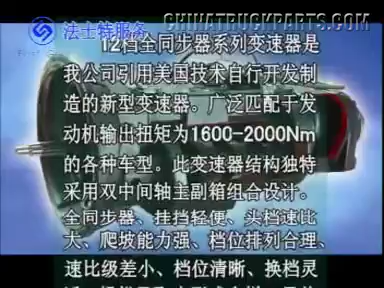 CHINATRUCKPARTS.COM
法士特服务
12档全同步器系列变速器是
我公司引用美国技术自行开发制
造的新型变速器。广泛匹配于发
动机输出扭矩为1600-2000Nm
的各种车型。此变速器结构独特
采用双中间轴主副箱组合设计。
全同步器、挂挡轻便、头档速比
大、爬坡能力强、档位排列合理、
速比级差小、档位清晰、换档灵